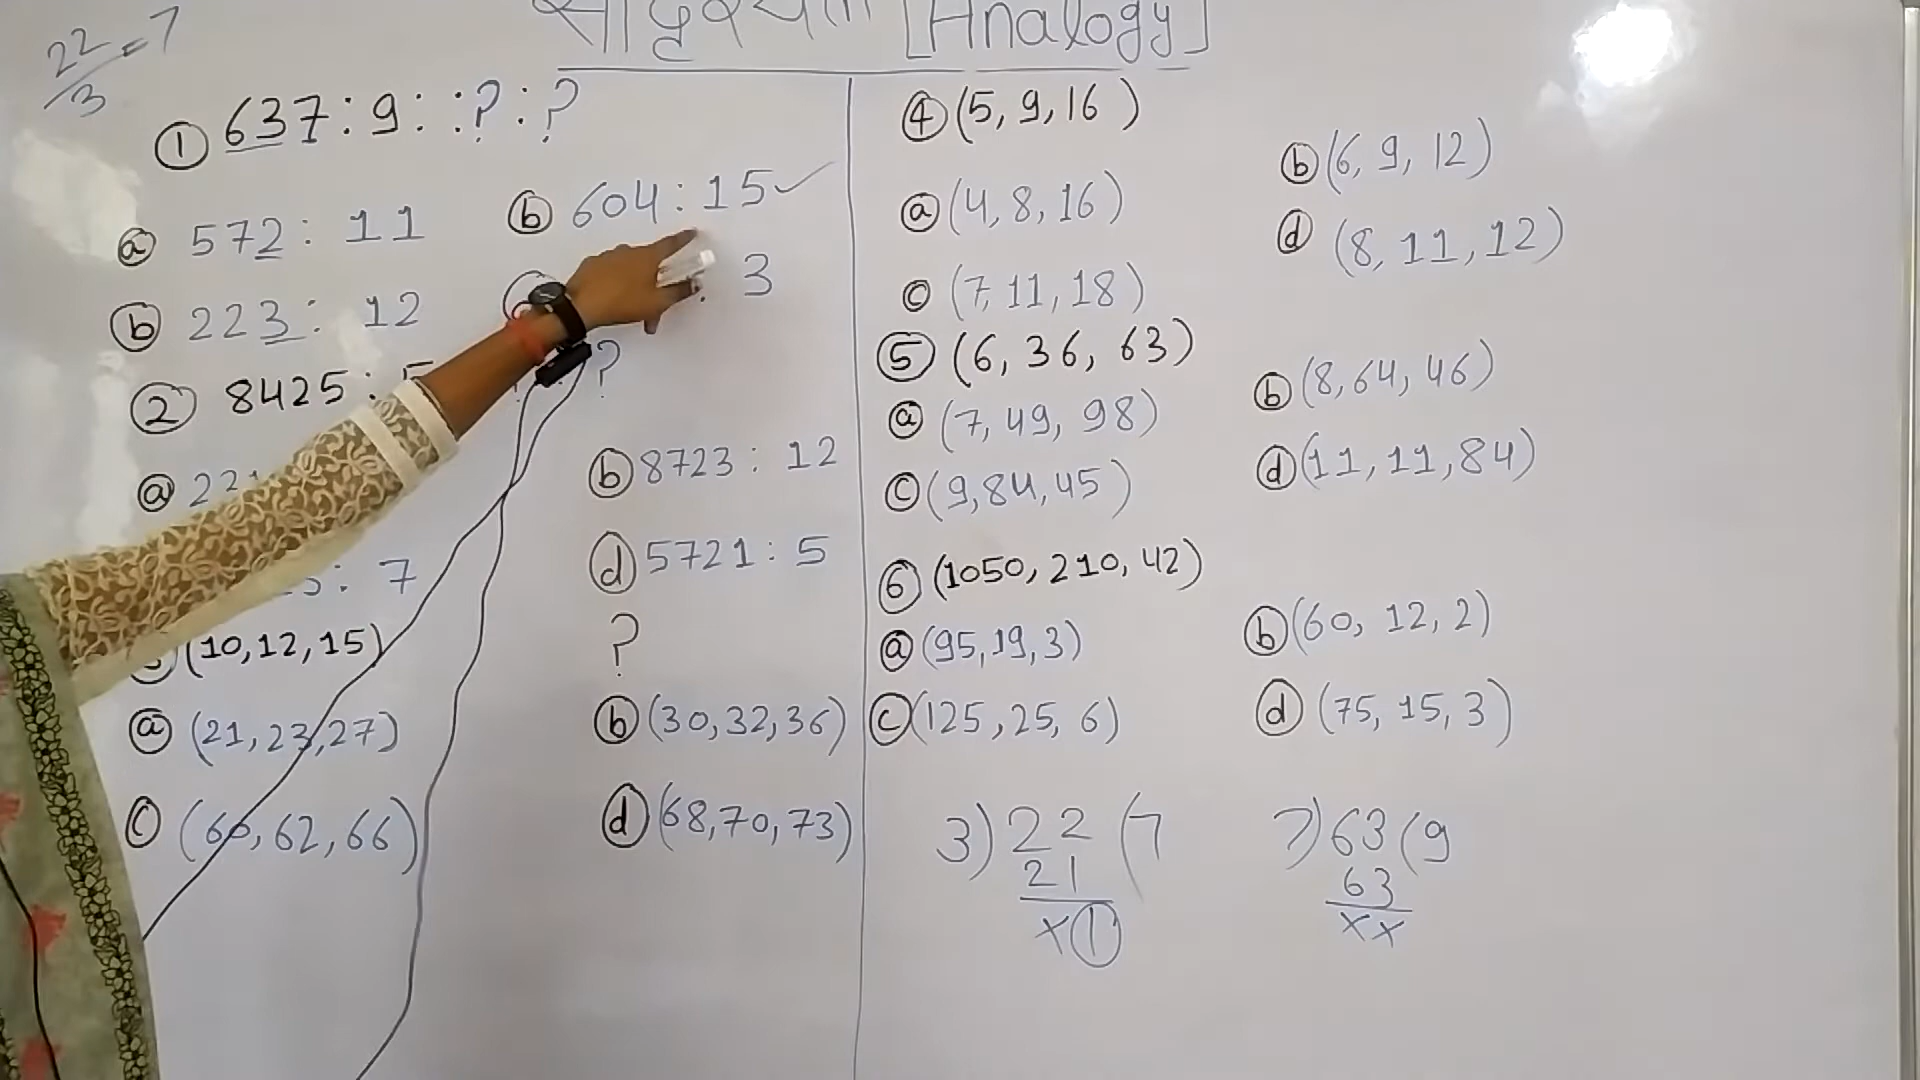 22/3 = 7
[Analogy]
① 637 : 9 : : ? : ?
ⓐ 572 : 11
ⓑ 604 : 15 ✓
ⓑ 223 : 12
3
② 8425 : 5
?
ⓐ 22
ⓑ 8723 : 12
: 7
ⓓ 5721 : 5
(10,12,15)
?
ⓐ (21,23,27)
ⓑ (30,32,36)
ⓒ (60,62,66)
ⓓ (68,70,73)
④ (5, 9, 16)
ⓐ (4, 8, 16)
ⓑ (6, 9, 12)
ⓒ (7, 11, 18)
ⓓ (8, 11, 12)
⑤ (6, 36, 63)
ⓐ (7, 49, 98)
ⓑ (8, 64, 46)
ⓒ (9, 84, 45)
ⓓ (11, 11, 84)
⑥ (1050, 210, 42)
ⓐ (95, 19, 3)
ⓑ (60, 12, 2)
ⓒ (125, 25, 6)
ⓓ (75, 15, 3)
3) 22 (7
21
x ①
7) 63 (9
63
x x